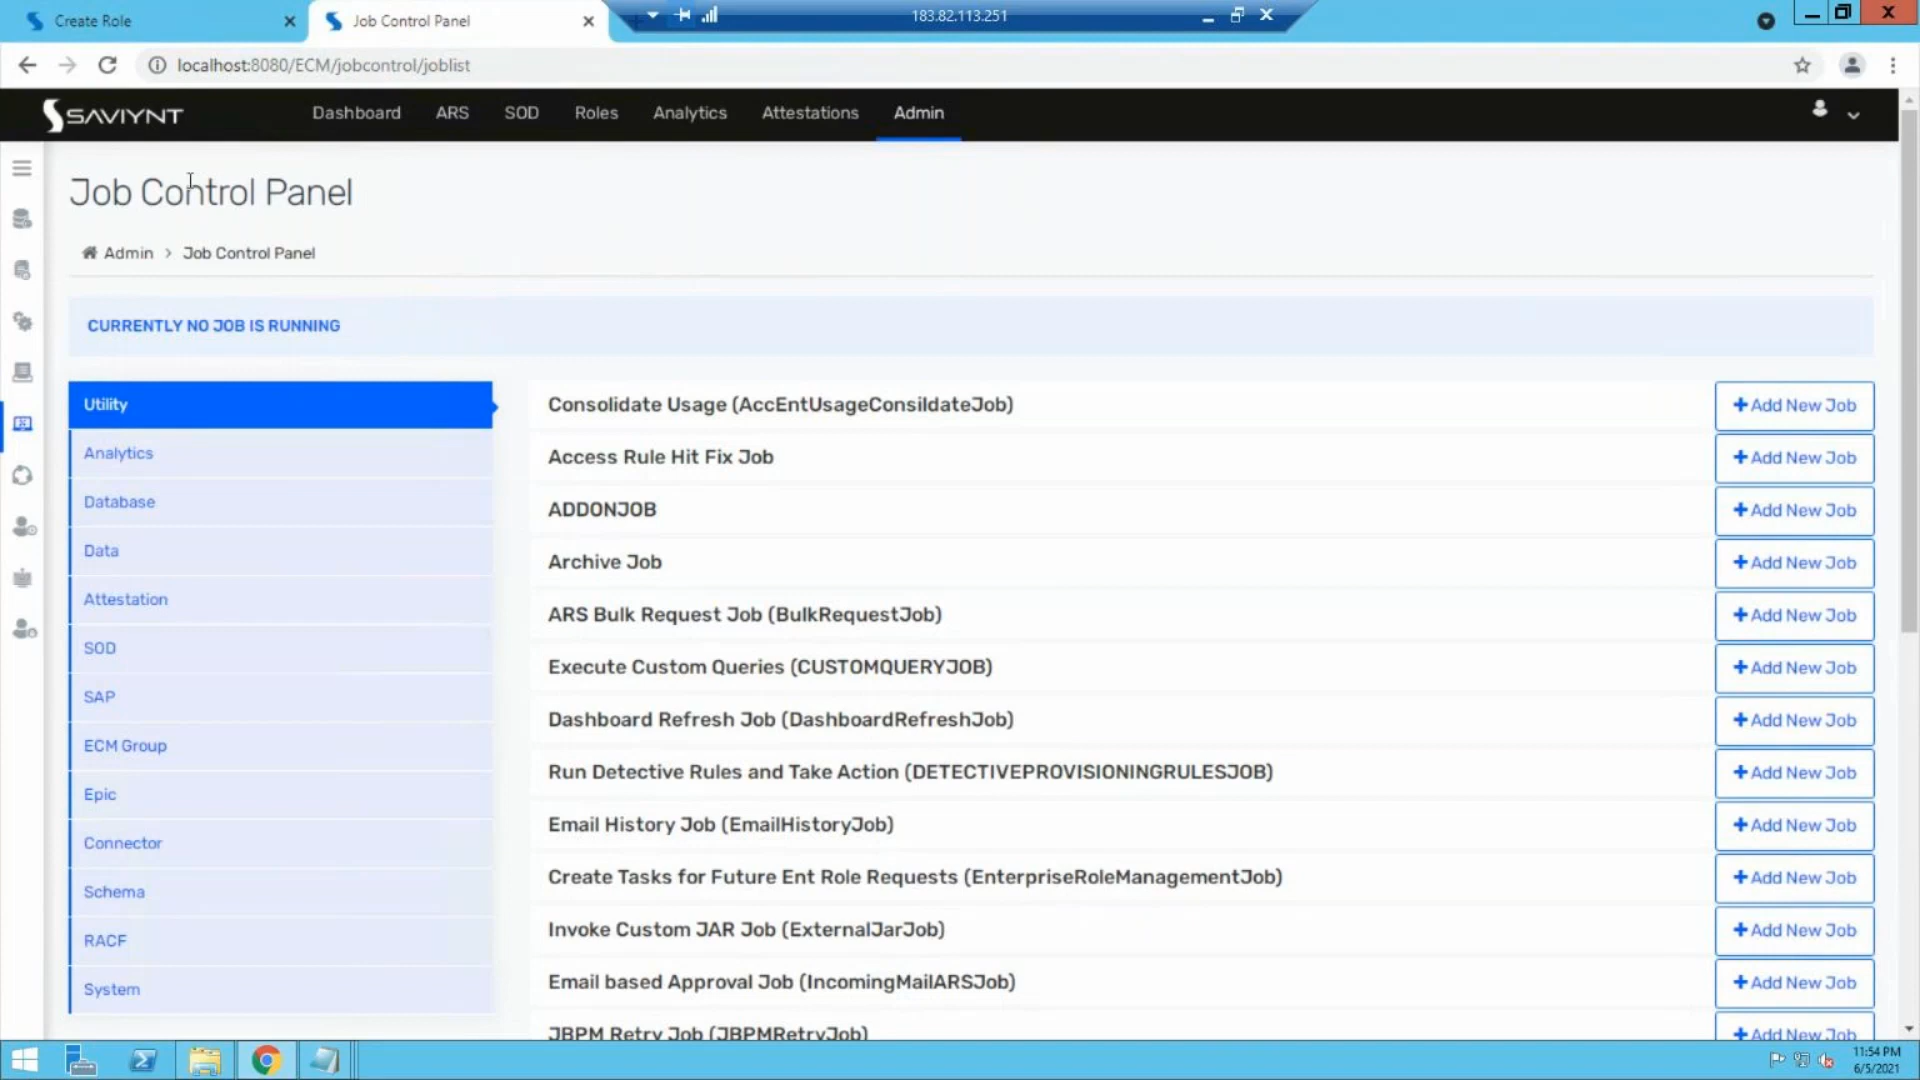 Create Role
Job Control Panel
183.82.113.251
localhost:8080/ECM/jobcontrol/joblist
SAVIYNT
Dashboard
ARS
SOD
Roles
Analytics
Attestations
Admin
Job Control Panel
Admin > Job Control Panel
CURRENTLY NO JOB IS RUNNING
Utility
Analytics
Database
Data
Attestation
SOD
SAP
ECM Group
Epic
Connector
Schema
RACF
System
Consolidate Usage (AccEntUsageConsildateJob)
+Add New Job
Access Rule Hit Fix Job
+Add New Job
ADDONJOB
+Add New Job
Archive Job
+Add New Job
ARS Bulk Request Job (BulkRequestJob)
+Add New Job
Execute Custom Queries (CUSTOMQUERYJOB)
+Add New Job
Dashboard Refresh Job (DashboardRefreshJob)
+Add New Job
Run Detective Rules and Take Action (DETECTIVEPROVISIONINGRULESJOB)
+Add New Job
Email History Job (EmailHistoryJob)
+Add New Job
Create Tasks for Future Ent Role Requests (EnterpriseRoleManagementJob)
+Add New Job
Invoke Custom JAR Job (ExternalJarJob)
+Add New Job
Email based Approval Job (IncomingMailARSJob)
+Add New Job
JBPM Retry Job (JBPMRetryJob)
+Add New Job
11:54 PM
6/5/2021